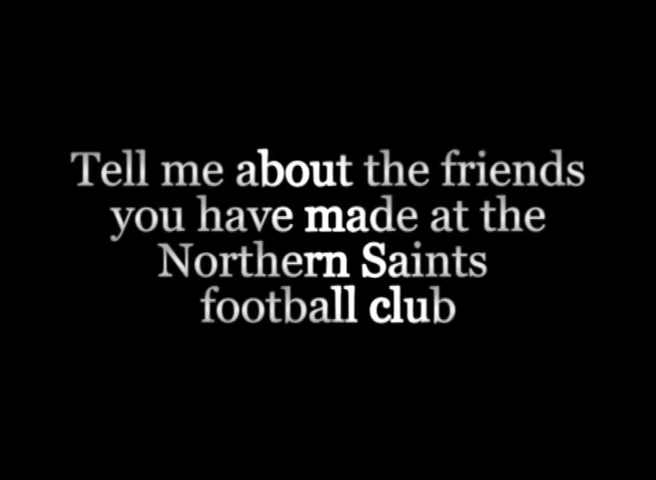 Tell me about the friends
you have made at the
Northern Saints
football club